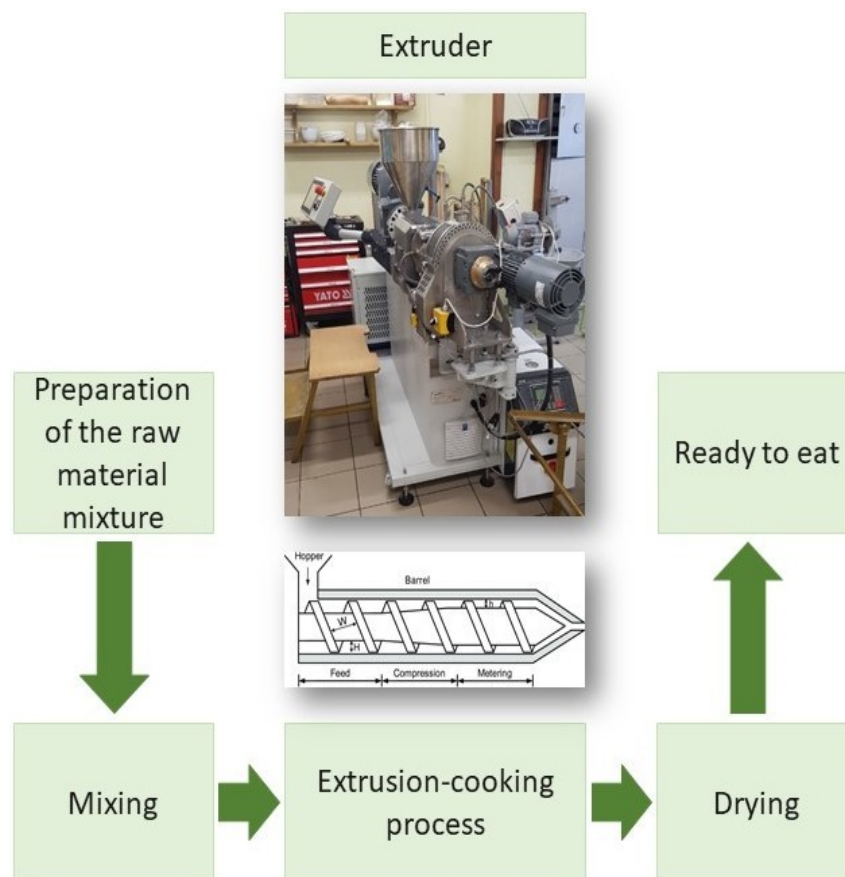 Extruder
YATO
Preparation
of the raw
material
mixture
Ready to eat
Hopper
Barrel
W
H
h
Feed
Compression
Metering
Mixing
Extrusion-cooking
process
Drying